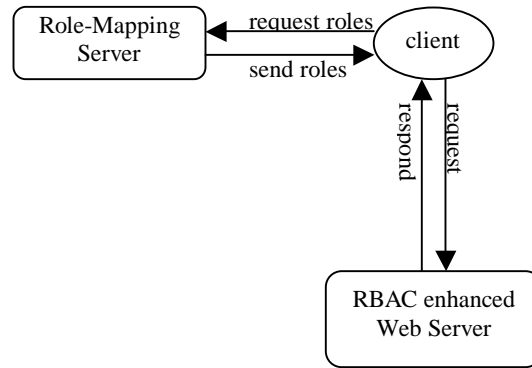 Role-Mapping
Server
request roles
send roles
client
respond
request
RBAC enhanced
Web Server